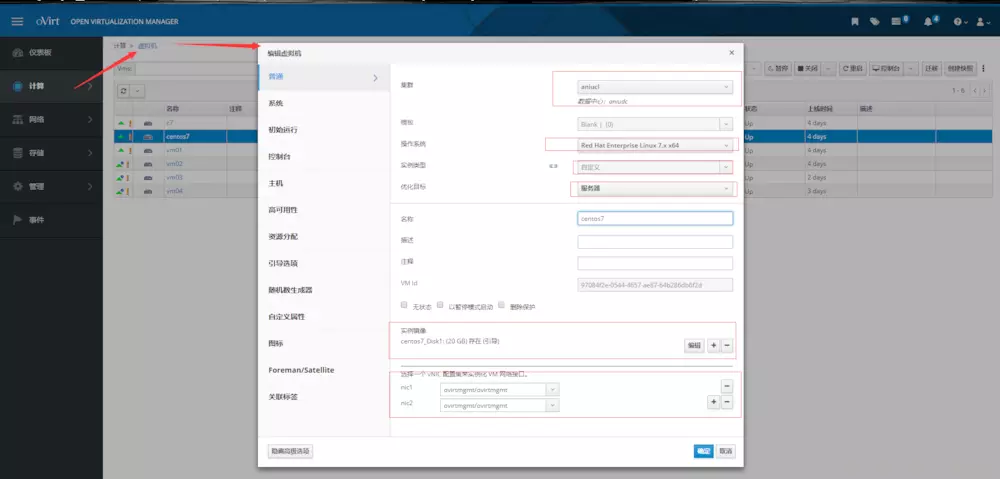 oVirt OPEN VIRTUALIZATION MANAGER
仪表板
计算
网络
存储
管理
事件
计算 > 虚拟机
Vms:
暂停 关闭 重启 控制台 迁移 创建快照
1 - 6
名称 注释 状态 上线时间 描述
c7 Up 4 days
centos7 Up 4 days
vm01 Up 4 days
vm02 Up 4 days
vm03 Up 2 days
vm04 Up 3 days
编辑虚拟机
普通
系统
初始运行
控制台
主机
高可用性
资源分配
引导选项
随机数生成器
自定义属性
图标
Foreman/Satellite
关联标签
集群 aniucl
数据中心: aniudc
模板 Blank | (0)
操作系统 Red Hat Enterprise Linux 7.x x64
实例类型 自定义
优化目标 服务器
名称 centos7
描述
注释
VM Id
无状态 以暂停模式启动 删除保护
实例镜像
centos7_Disk1: (20 GB) 存在 (引导)
编辑 + −
选择一个 vNIC 配置集来实例化 VM 网络接口。
nic1 ovirtmgmt/ovirtmgmt −
nic2 ovirtmgmt/ovirtmgmt + −
隐藏高级选项
确定 取消